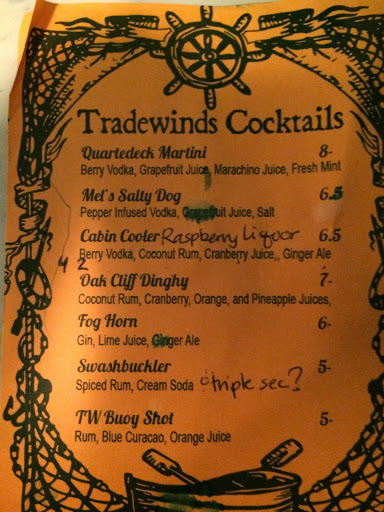 Tradewinds Cocktails
Quartedeck Martini 8-
Berry Vodka, Grapefruit Juice, Marachino Juice, Fresh Mint
Mel's Salty Dog 6.5
Pepper Infused Vodka, Grapefruit Juice, Salt
Cabin Cooler Raspberry Liquor 6.5
Berry Vodka, Coconut Rum, Cranberry Juice,, Ginger Ale
42
Oak Cliff Dinghy 7-
Coconut Rum, Cranberry, Orange, and Pineapple Juices,
Fog Horn 6-
Gin, Lime Juice, Ginger Ale
Swashbuckler 5-
Spiced Rum, Cream Soda triple sec?
TW Buoy Shot 5-
Rum, Blue Curacao, Orange Juice